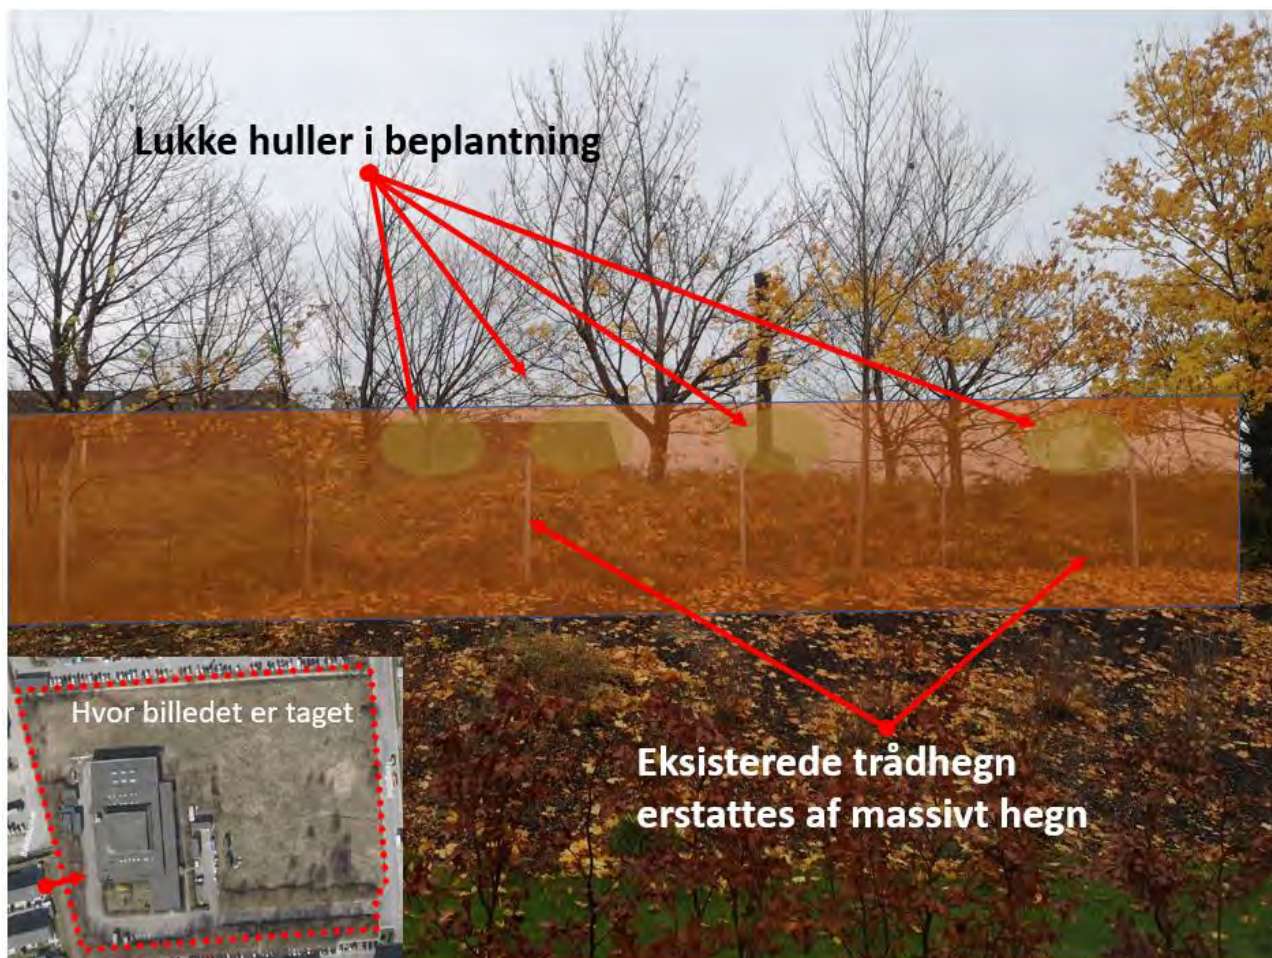 Lukke huller i beplantning
Hvor billedet er taget
Eksisterede trådhegn
erstattes af massivt hegn